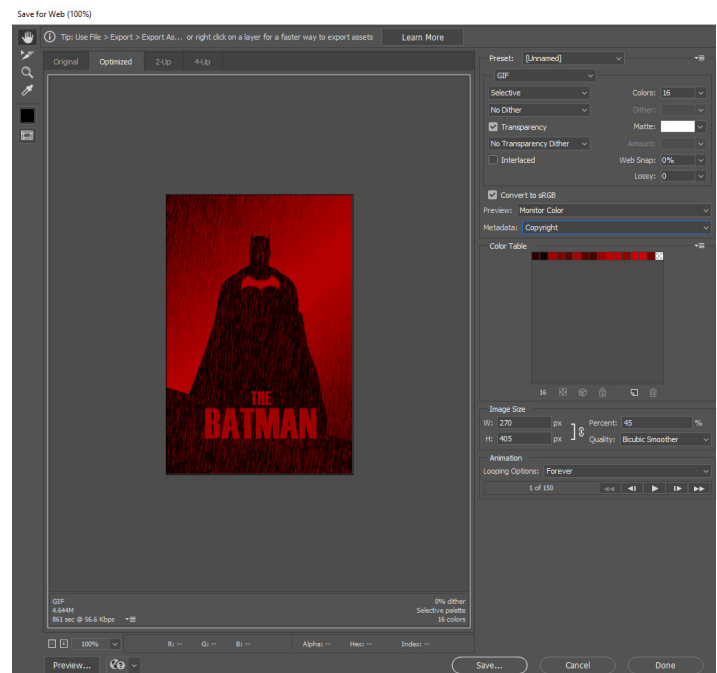 Save for Web (100%)
Tip: Use File > Export > Export As... or right click on a layer for a faster way to export assets
Learn More
Original Optimized 2-Up 4-Up
THE
BATMAN
GIF
4.644M
861 sec @ 56.6 Kbps
0% dither
Selective palette
16 colors
100%
R: -- G: -- B: -- Alpha: -- Hex: -- Index: --
Preview...
Preset: [Unnamed]
GIF
Selective Colors: 16
No Dither Dither:
Transparency Matte:
No Transparency Dither Amount:
Interlaced Web Snap: 0%
Lossy: 0
Convert to sRGB
Preview: Monitor Color
Metadata: Copyright
Color Table
16
Image Size
W: 270 px Percent: 45 %
H: 405 px Quality: Bicubic Smoother
Animation
Looping Options: Forever
1 of 150
Save... Cancel Done